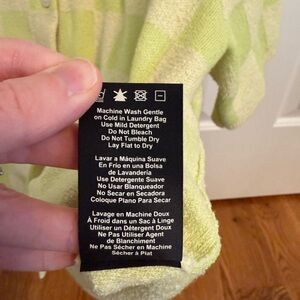 Machine Wash Gentle
on Cold in Laundry Bag
Use Mild Detergent
Do Not Bleach
Do Not Tumble Dry
Lay Flat to Dry
Lavar a Máquina Suave
En Frío en una Bolsa
de Lavandería
Use Detergente Suave
No Usar Blanqueador
No Secar en Secadora
Coloque Plano Para Secar
Lavage en Machine Doux
À Froid dans un Sac à Linge
Utiliser un Détergent Doux
Ne Pas Utiliser Agent
de Blanchiment
Ne Pas Sécher en Machine
Sécher à Plat